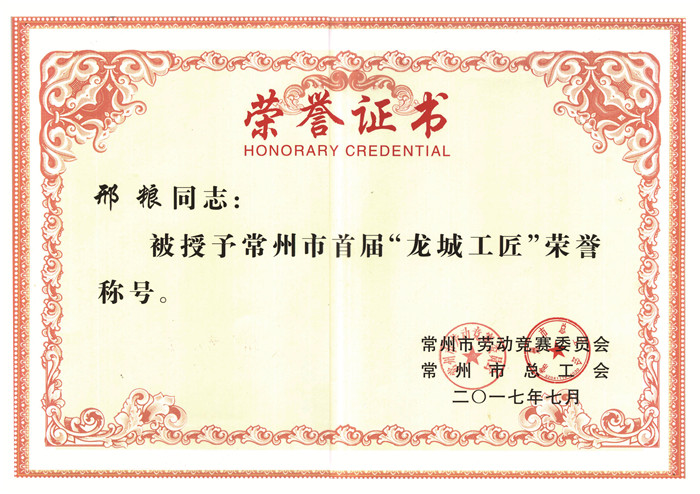 荣誉证书
HONORARY CREDENTIAL
邢粮同志：
被授予常州市首届“龙城工匠”荣誉
称号。
常州市劳动竞赛委员会
常州市总工会
二〇一七年七月